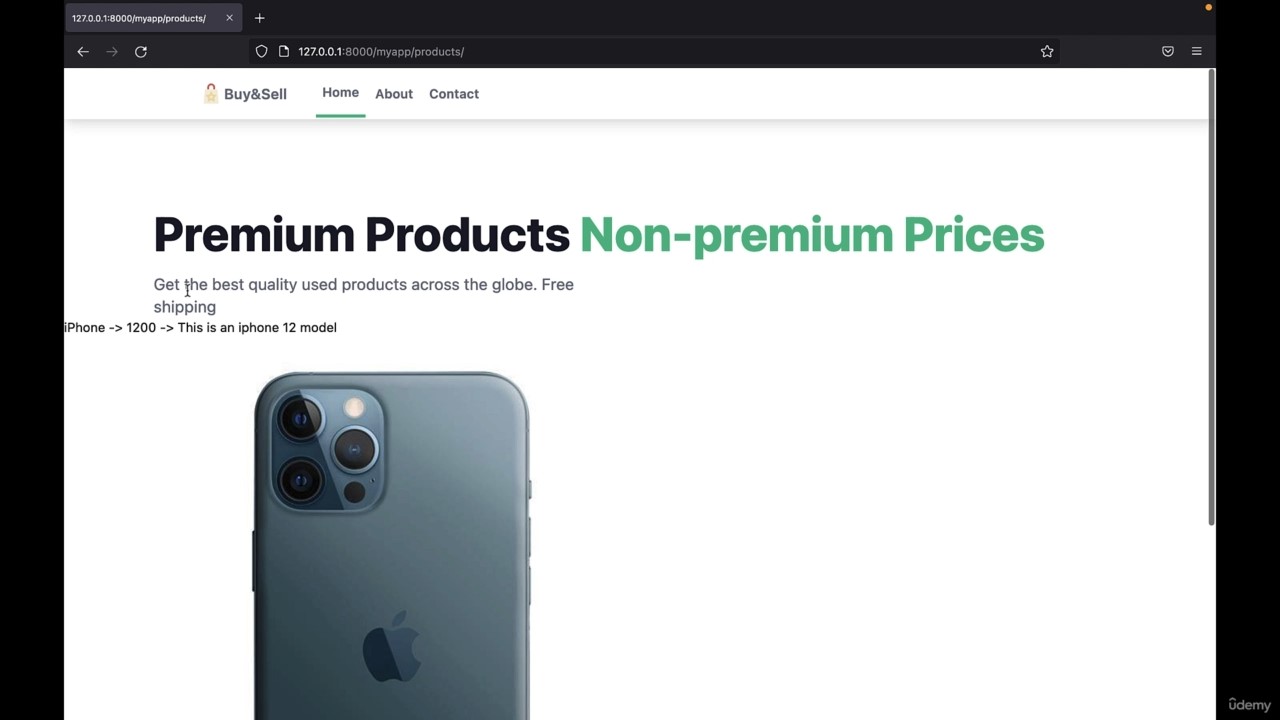 127.0.0.1:8000/myapp/products/
127.0.0.1:8000/myapp/products/
Buy&Sell
Home
About
Contact
Premium Products Non-premium Prices
Get the best quality used products across the globe. Free
shipping
iPhone -> 1200 -> This is an iphone 12 model
ûdemy